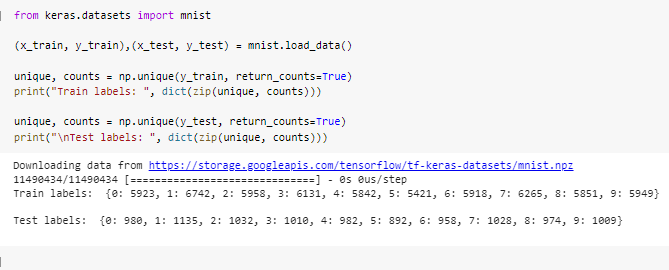 from keras.datasets import mnist
(x_train, y_train),(x_test, y_test) = mnist.load_data()
unique, counts = np.unique(y_train, return_counts=True)
print("Train labels: ", dict(zip(unique, counts)))
unique, counts = np.unique(y_test, return_counts=True)
print("\nTest labels: ", dict(zip(unique, counts)))
Downloading data from https://storage.googleapis.com/tensorflow/tf-keras-datasets/mnist.npz
11490434/11490434 [==============================] - 0s 0us/step
Train labels:  {0: 5923, 1: 6742, 2: 5958, 3: 6131, 4: 5842, 5: 5421, 6: 5918, 7: 6265, 8: 5851, 9: 5949}
Test labels:  {0: 980, 1: 1135, 2: 1032, 3: 1010, 4: 982, 5: 892, 6: 958, 7: 1028, 8: 974, 9: 1009}